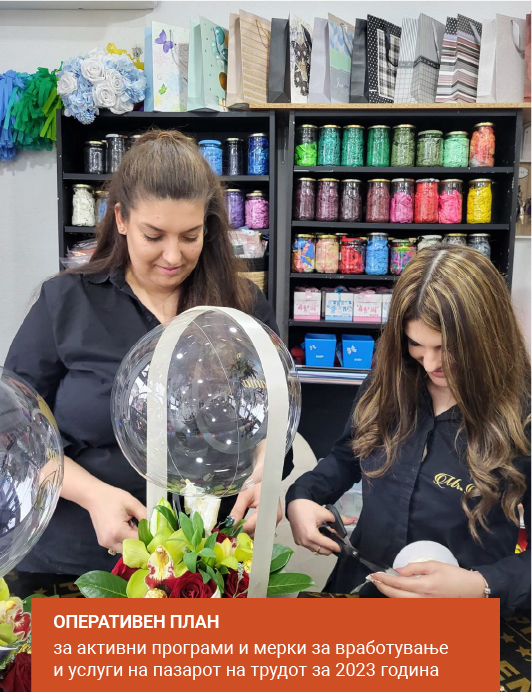 ОПЕРАТИВЕН ПЛАН
за активни програми и мерки за вработување
и услуги на пазарот на трудот за 2023 година